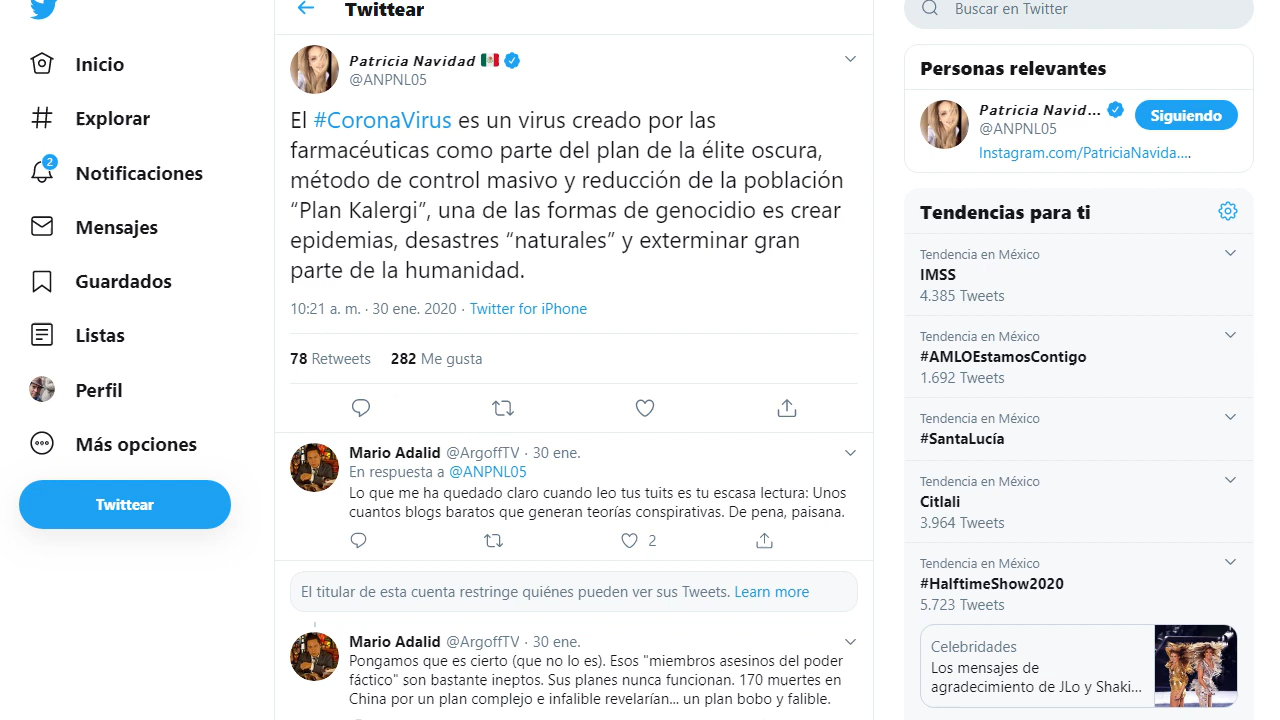 Twittear
Buscar en Twitter
Inicio
Explorar
2
Notificaciones
Mensajes
Guardados
Listas
Perfil
Más opciones
Twittear
Patricia Navidad
@ANPNL05
El #CoronaVirus es un virus creado por las
farmacéuticas como parte del plan de la élite oscura,
método de control masivo y reducción de la población
“Plan Kalergi”, una de las formas de genocidio es crear
epidemias, desastres “naturales” y exterminar gran
parte de la humanidad.
10:21 a. m. · 30 ene. 2020 · Twitter for iPhone
78 Retweets 282 Me gusta
Mario Adalid @ArgoffTV · 30 ene.
En respuesta a @ANPNL05
Lo que me ha quedado claro cuando leo tus tuits es tu escasa lectura: Unos
cuantos blogs baratos que generan teorías conspirativas. De pena, paisana.
2
El titular de esta cuenta restringe quiénes pueden ver sus Tweets. Learn more
Mario Adalid @ArgoffTV · 30 ene.
Pongamos que es cierto (que no lo es). Esos "miembros asesinos del poder
fáctico" son bastante ineptos. Sus planes nunca funcionan. 170 muertes en
China por un plan complejo e infalible revelarían... un plan bobo y falible.
Personas relevantes
Patricia Navid...
@ANPNL05
Siguiendo
Instagram.com/PatriciaNavida....
Tendencias para ti
Tendencia en México
IMSS
4.385 Tweets
Tendencia en México
#AMLOEstamosContigo
1.692 Tweets
Tendencia en México
#SantaLucía
Tendencia en México
Citlali
3.964 Tweets
Tendencia en México
#HalftimeShow2020
5.723 Tweets
Celebridades
Los mensajes de
agradecimiento de JLo y Shaki...